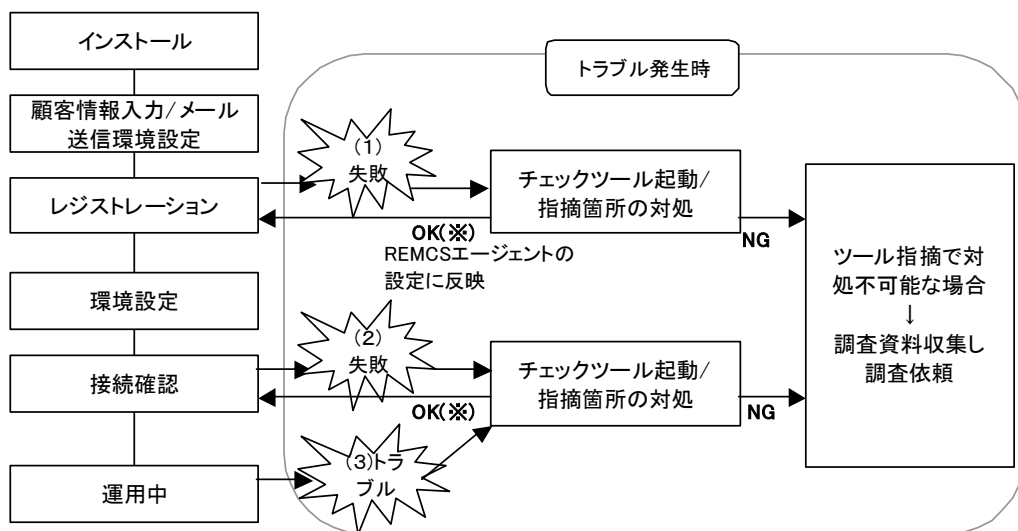 インストール
顧客情報入力/メール
送信環境設定
レジストレーション
環境設定
接続確認
運用中
トラブル発生時
(1)
失敗
チェックツール起動/
指摘箇所の対処
OK(※)
REMCSエージェントの
設定に反映
NG
(2)
失敗
チェックツール起動/
指摘箇所の対処
OK(※)
NG
(3)トラ
ブル
ツール指摘で対
処不可能な場合
↓
調査資料収集し
調査依頼